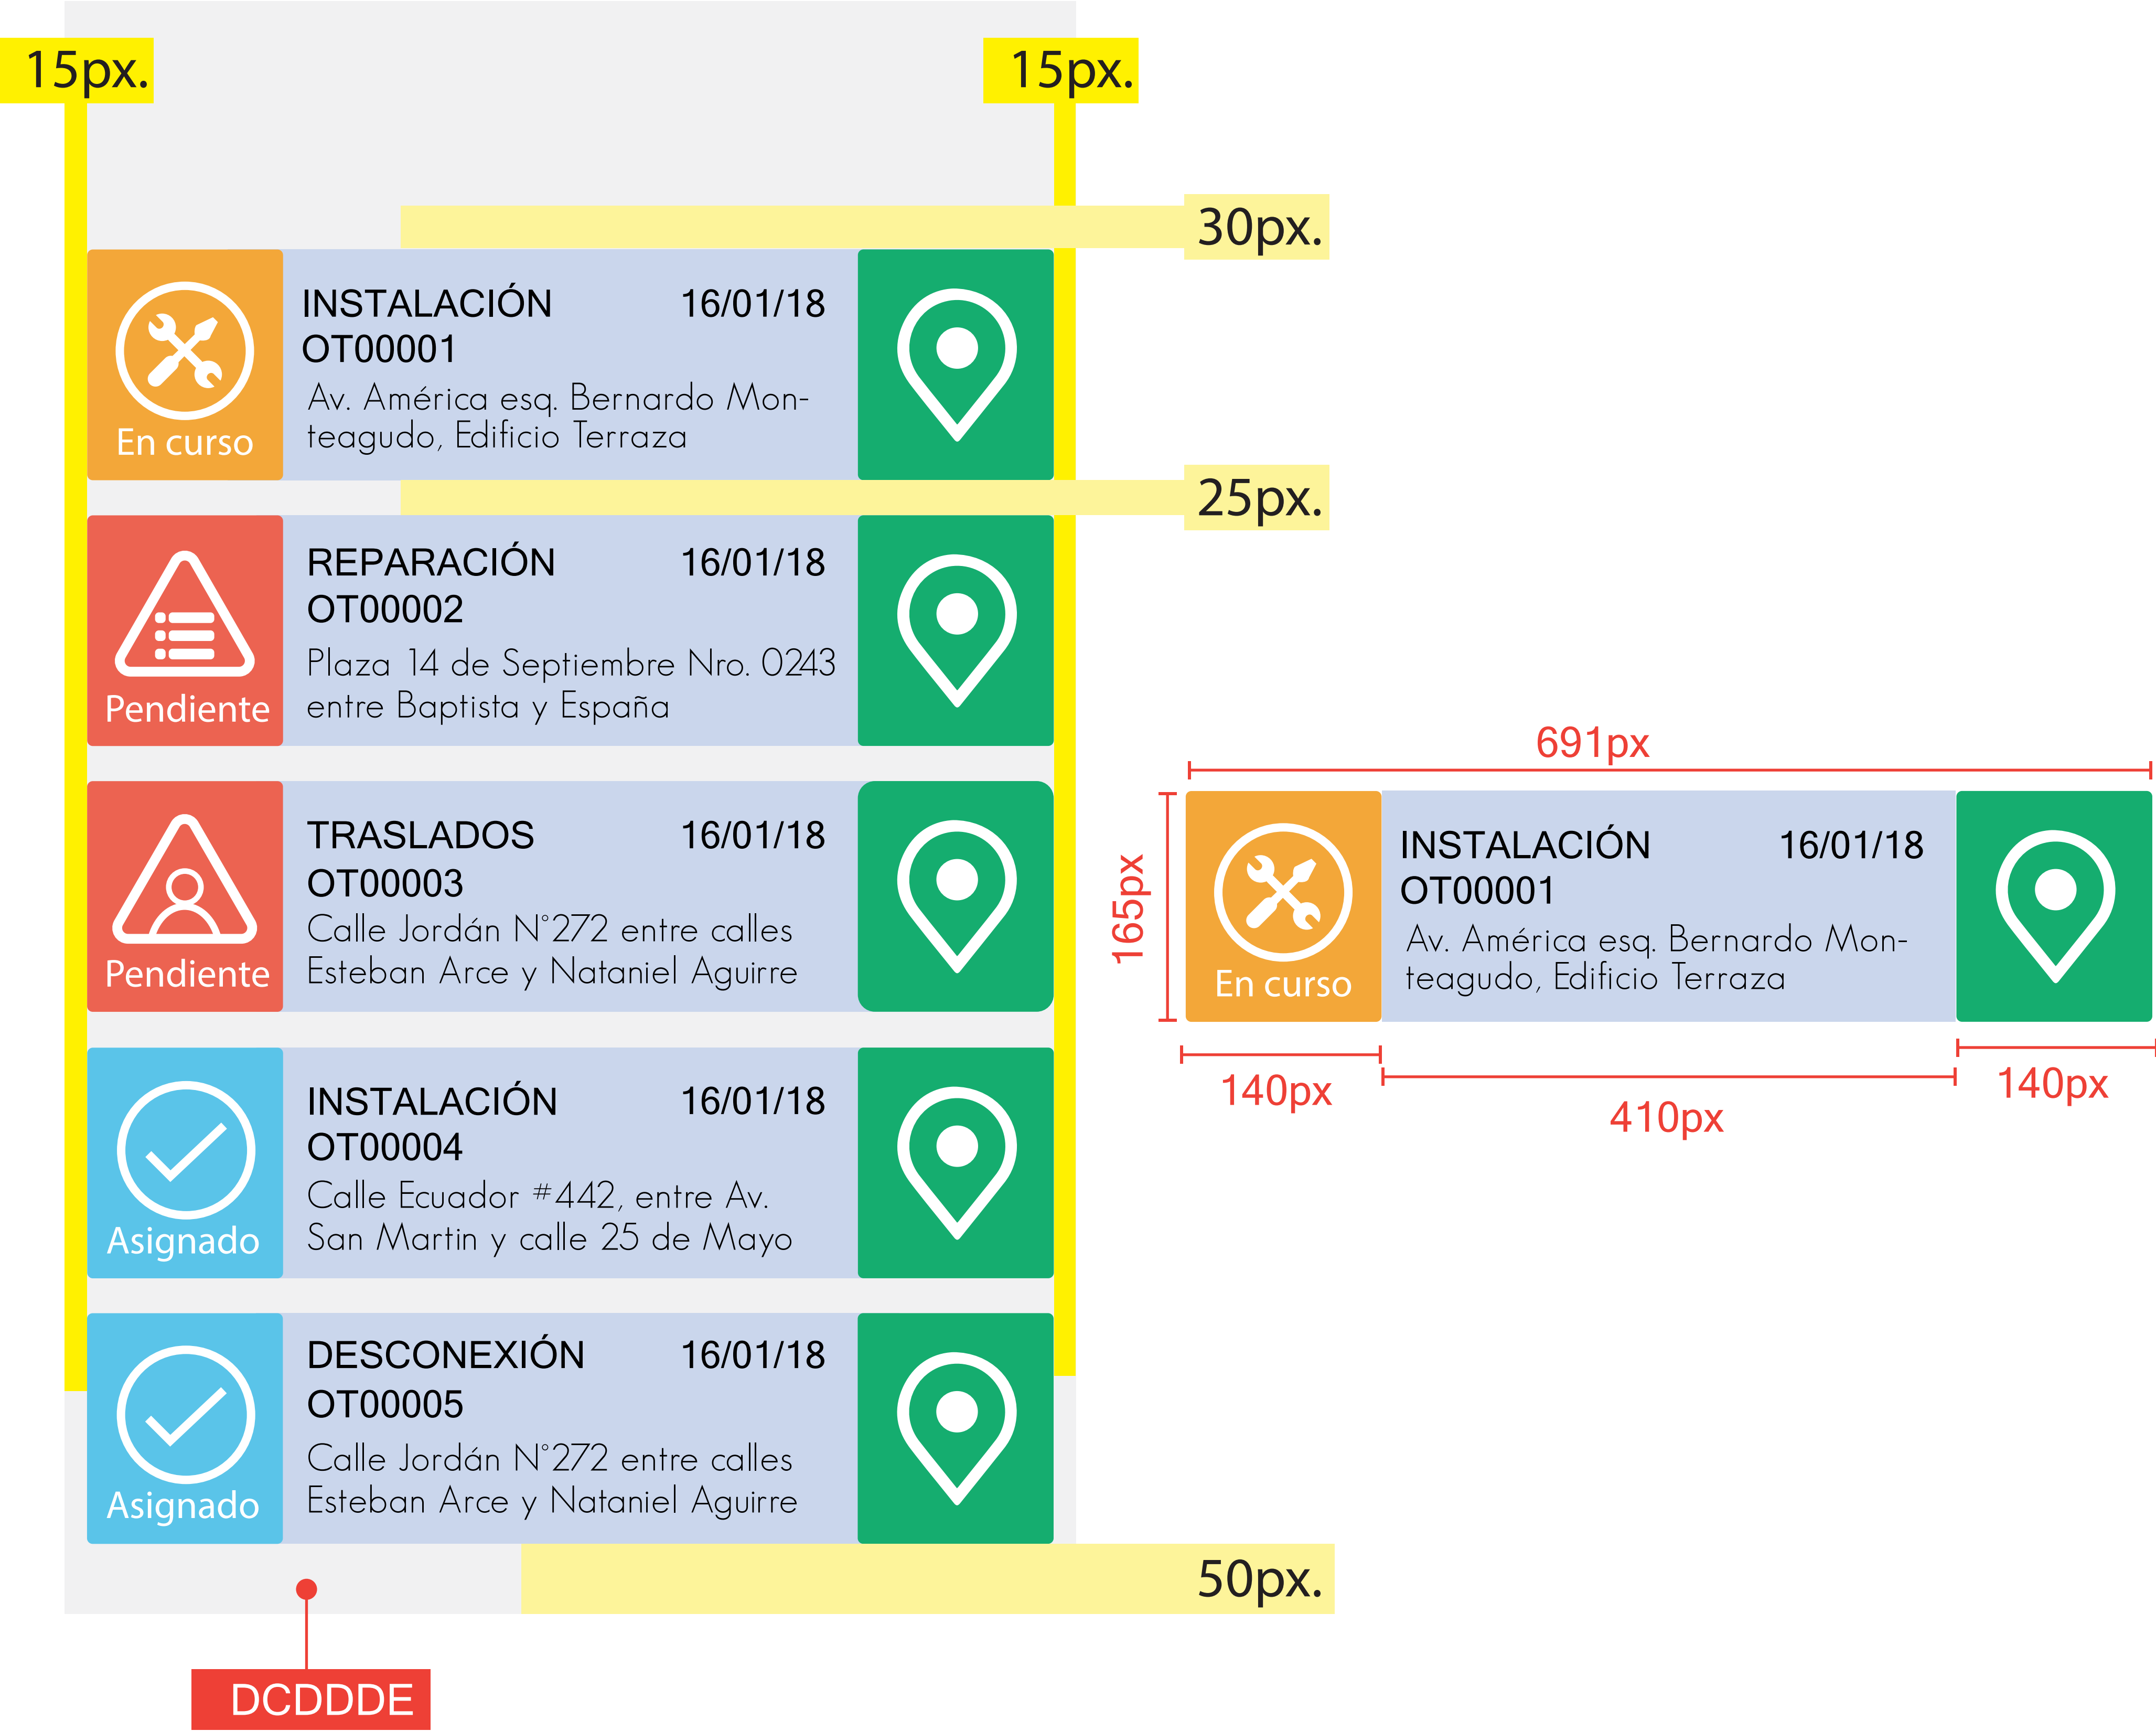 15px.
15px.
30px.
INSTALACIÓN 16/01/18
OT00001
Av. América esq. Bernardo Mon-
teagudo, Edificio Terraza
En curso
25px.
REPARACIÓN 16/01/18
OT00002
Plaza 14 de Septiembre Nro. 0243
entre Baptista y España
Pendiente
TRASLADOS 16/01/18
OT00003
Calle Jordán N°272 entre calles
Esteban Arce y Nataniel Aguirre
Pendiente
INSTALACIÓN 16/01/18
OT00004
Calle Ecuador #442, entre Av.
San Martin y calle 25 de Mayo
Asignado
DESCONEXIÓN 16/01/18
OT00005
Calle Jordán N°272 entre calles
Esteban Arce y Nataniel Aguirre
Asignado
50px.
DCDDDE
691px
165px
INSTALACIÓN 16/01/18
OT00001
Av. América esq. Bernardo Mon-
teagudo, Edificio Terraza
En curso
140px
410px
140px